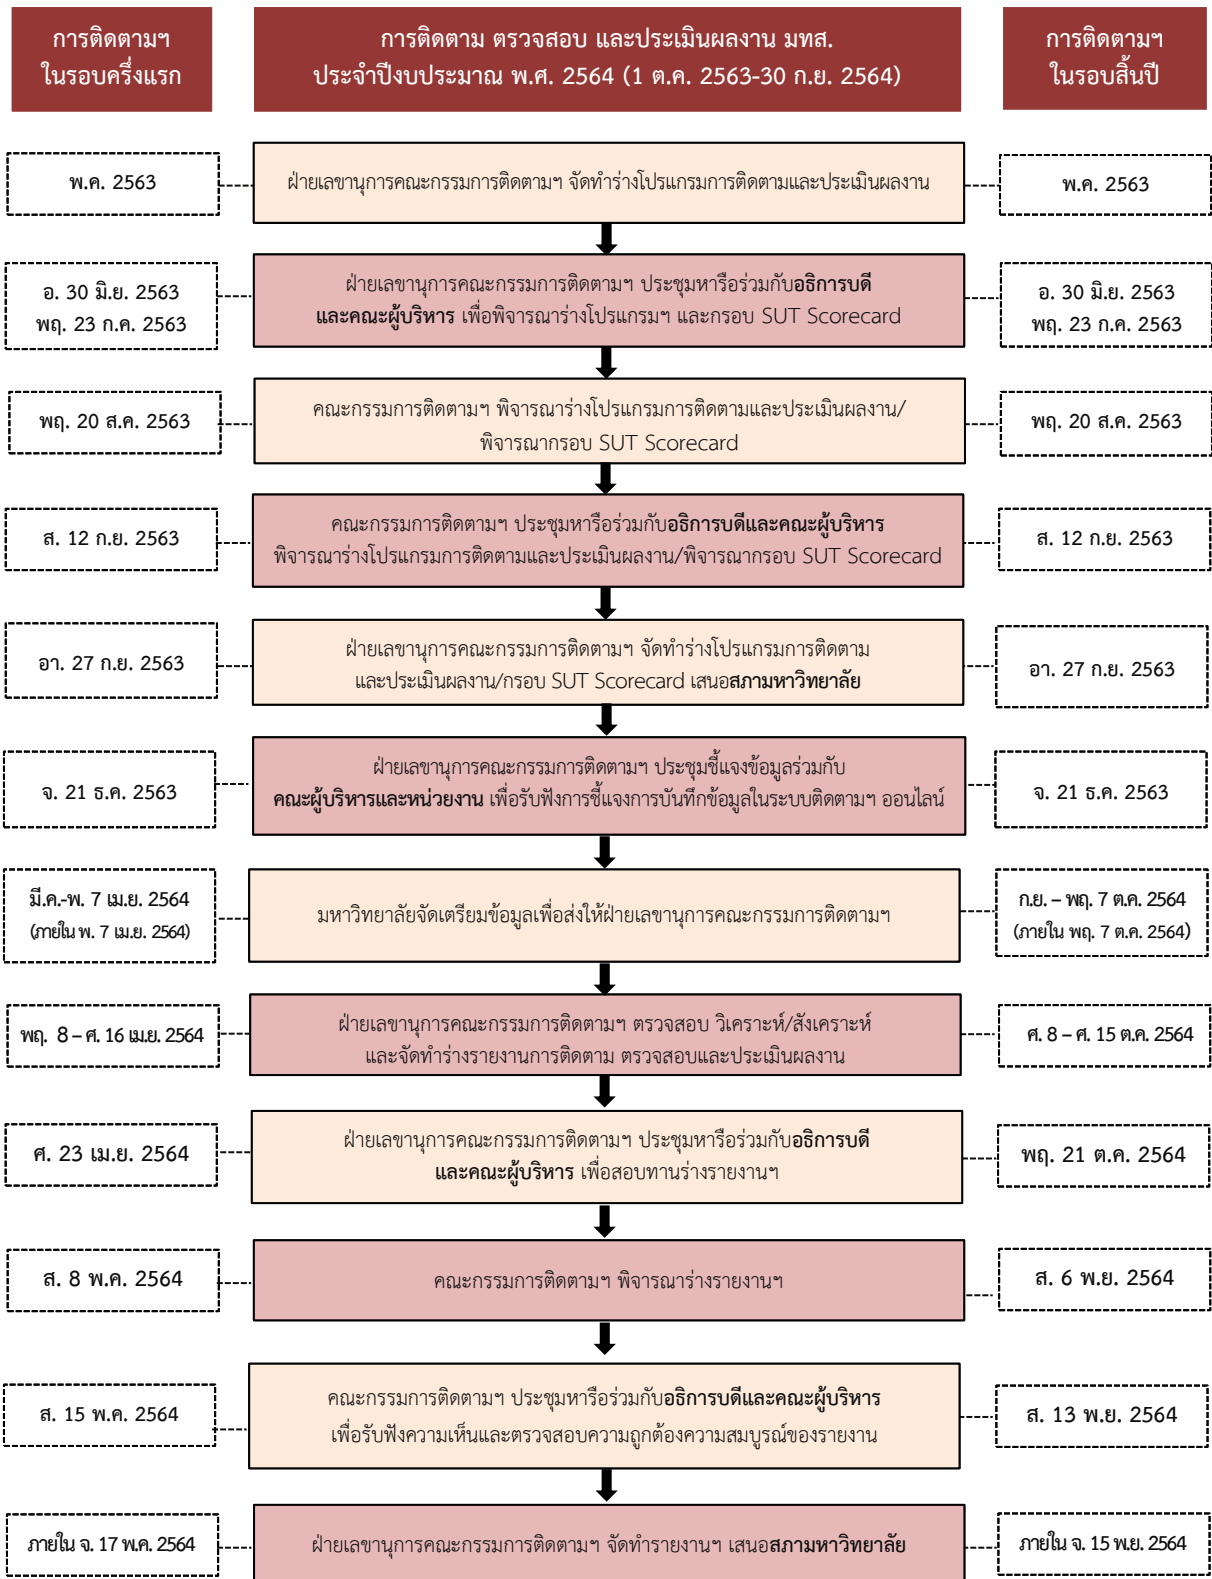 การติดตามฯ
ในรอบครึ่งแรก
การติดตาม ตรวจสอบ และประเมินผลงาน มทส.
ประจำปีงบประมาณ พ.ศ. 2564 (1 ต.ค. 2563-30 ก.ย. 2564)
การติดตามฯ
ในรอบสิ้นปี
พ.ค. 2563
ฝ่ายเลขานุการคณะกรรมการติดตามฯ จัดทำร่างโปรแกรมการติดตามและประเมินผลงาน
พ.ค. 2563
อ. 30 มิ.ย. 2563
พฤ. 23 ก.ค. 2563
ฝ่ายเลขานุการคณะกรรมการติดตามฯ ประชุมหารือร่วมกับอธิการบดี
และคณะผู้บริหาร เพื่อพิจารณาร่างโปรแกรมฯ และกรอบ SUT Scorecard
อ. 30 มิ.ย. 2563
พฤ. 23 ก.ค. 2563
พฤ. 20 ส.ค. 2563
คณะกรรมการติดตามฯ พิจารณาร่างโปรแกรมการติดตามและประเมินผลงาน/
พิจารณากรอบ SUT Scorecard
พฤ. 20 ส.ค. 2563
ส. 12 ก.ย. 2563
คณะกรรมการติดตามฯ ประชุมหารือร่วมกับอธิการบดีและคณะผู้บริหาร
พิจารณาร่างโปรแกรมการติดตามและประเมินผลงาน/พิจารณากรอบ SUT Scorecard
ส. 12 ก.ย. 2563
อา. 27 ก.ย. 2563
ฝ่ายเลขานุการคณะกรรมการติดตามฯ จัดทำร่างโปรแกรมการติดตาม
และประเมินผลงาน/กรอบ SUT Scorecard เสนอสภามหาวิทยาลัย
อา. 27 ก.ย. 2563
จ. 21 ธ.ค. 2563
ฝ่ายเลขานุการคณะกรรมการติดตามฯ ประชุมชี้แจงข้อมูลร่วมกับ
คณะผู้บริหารและหน่วยงาน เพื่อรับฟังการชี้แจงการบันทึกข้อมูลในระบบติดตามฯ ออนไลน์
จ. 21 ธ.ค. 2563
มี.ค.-พ. 7 เม.ย. 2564
(ภายใน พ. 7 เม.ย. 2564)
มหาวิทยาลัยจัดเตรียมข้อมูลเพื่อส่งให้ฝ่ายเลขานุการคณะกรรมการติดตามฯ
ก.ย. – พฤ. 7 ต.ค. 2564
(ภายใน พฤ. 7 ต.ค. 2564)
พฤ. 8 – ศ. 16 เม.ย. 2564
ฝ่ายเลขานุการคณะกรรมการติดตามฯ ตรวจสอบ วิเคราะห์/สังเคราะห์
และจัดทำร่างรายงานการติดตาม ตรวจสอบและประเมินผลงาน
ศ. 8 – ศ. 15 ต.ค. 2564
ศ. 23 เม.ย. 2564
ฝ่ายเลขานุการคณะกรรมการติดตามฯ ประชุมหารือร่วมกับอธิการบดี
และคณะผู้บริหาร เพื่อสอบทานร่างรายงานฯ
พฤ. 21 ต.ค. 2564
ส. 8 พ.ค. 2564
คณะกรรมการติดตามฯ พิจารณาร่างรายงานฯ
ส. 6 พ.ย. 2564
ส. 15 พ.ค. 2564
คณะกรรมการติดตามฯ ประชุมหารือร่วมกับอธิการบดีและคณะผู้บริหาร
เพื่อรับฟังความเห็นและตรวจสอบความถูกต้องความสมบูรณ์ของรายงาน
ส. 13 พ.ย. 2564
ภายใน จ. 17 พ.ค. 2564
ฝ่ายเลขานุการคณะกรรมการติดตามฯ จัดทำรายงานฯ เสนอสภามหาวิทยาลัย
ภายใน จ. 15 พ.ย. 2564